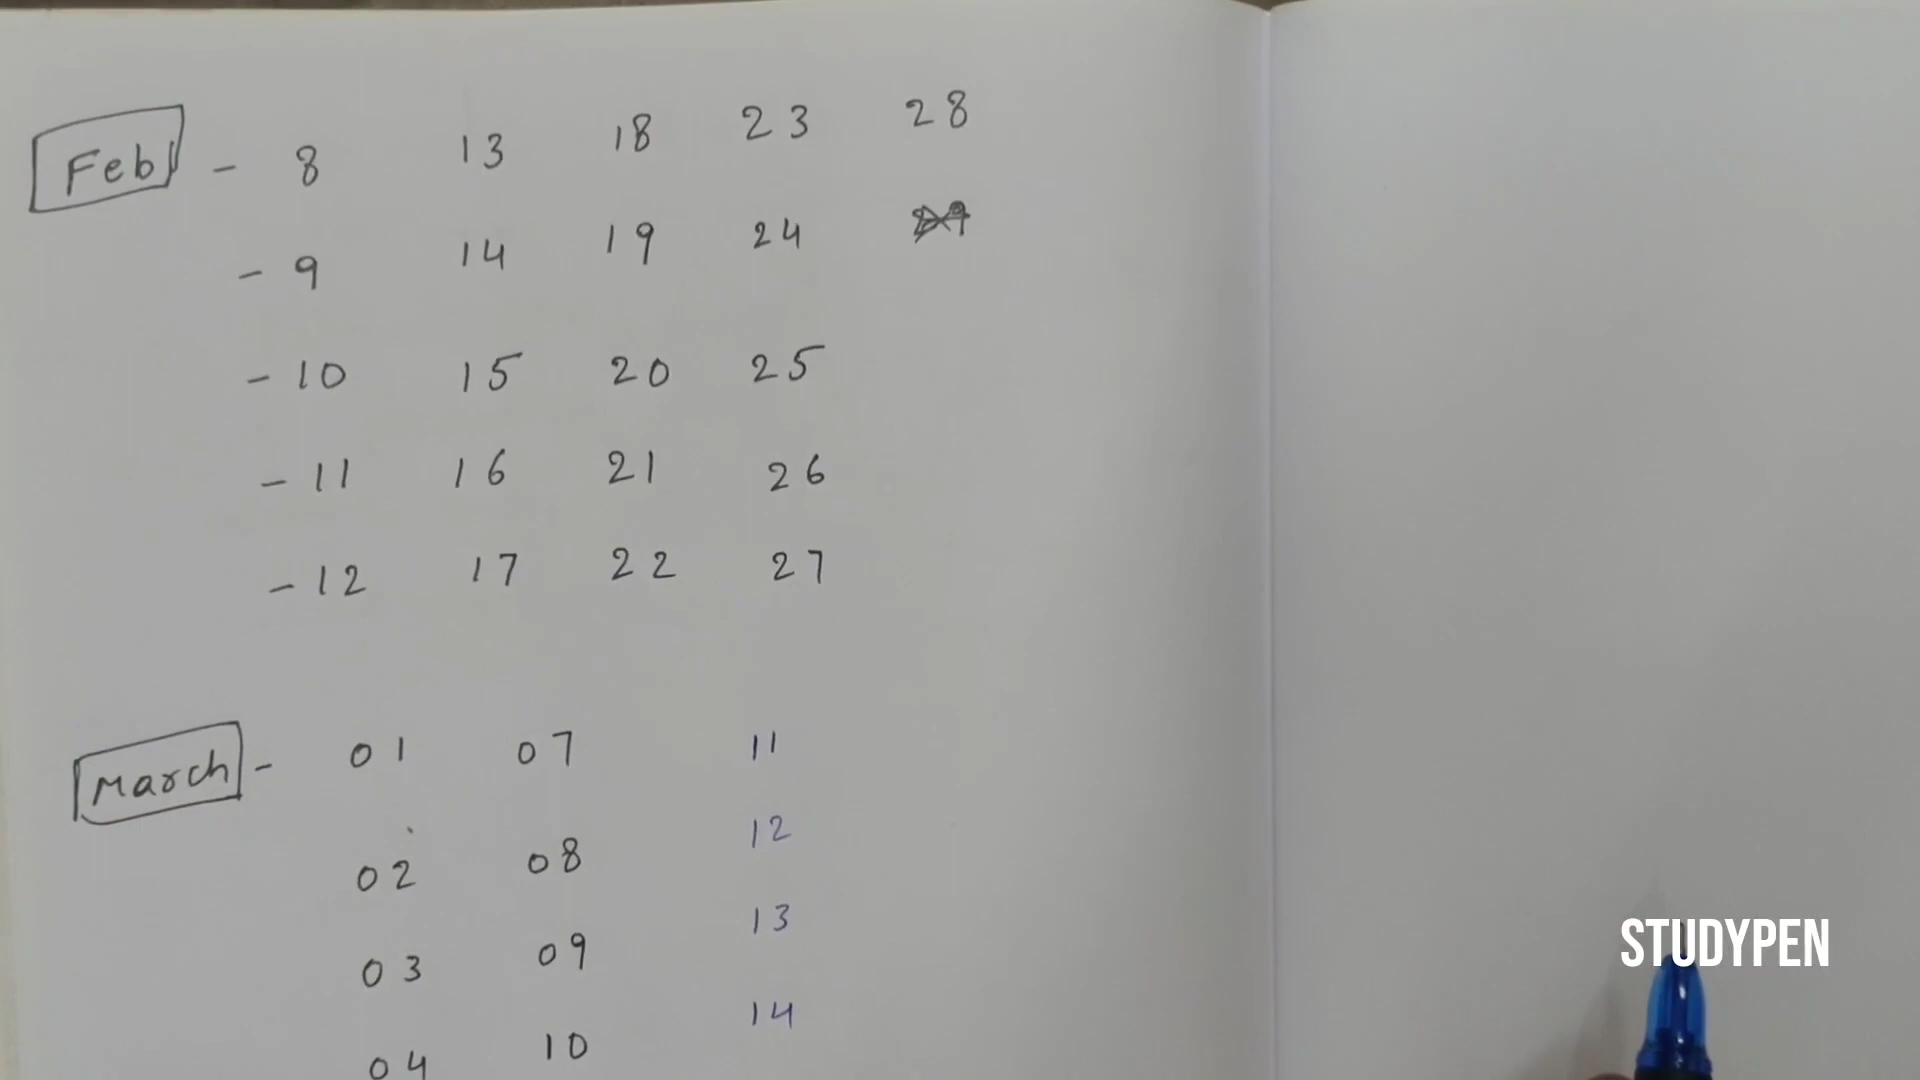 Feb - 8 13 18 23 28
- 9 14 19 24
- 10 15 20 25
- 11 16 21 26
- 12 17 22 27
March - 01 07 11
02 08 12
03 09 13
04 10 14
STUDYPEN